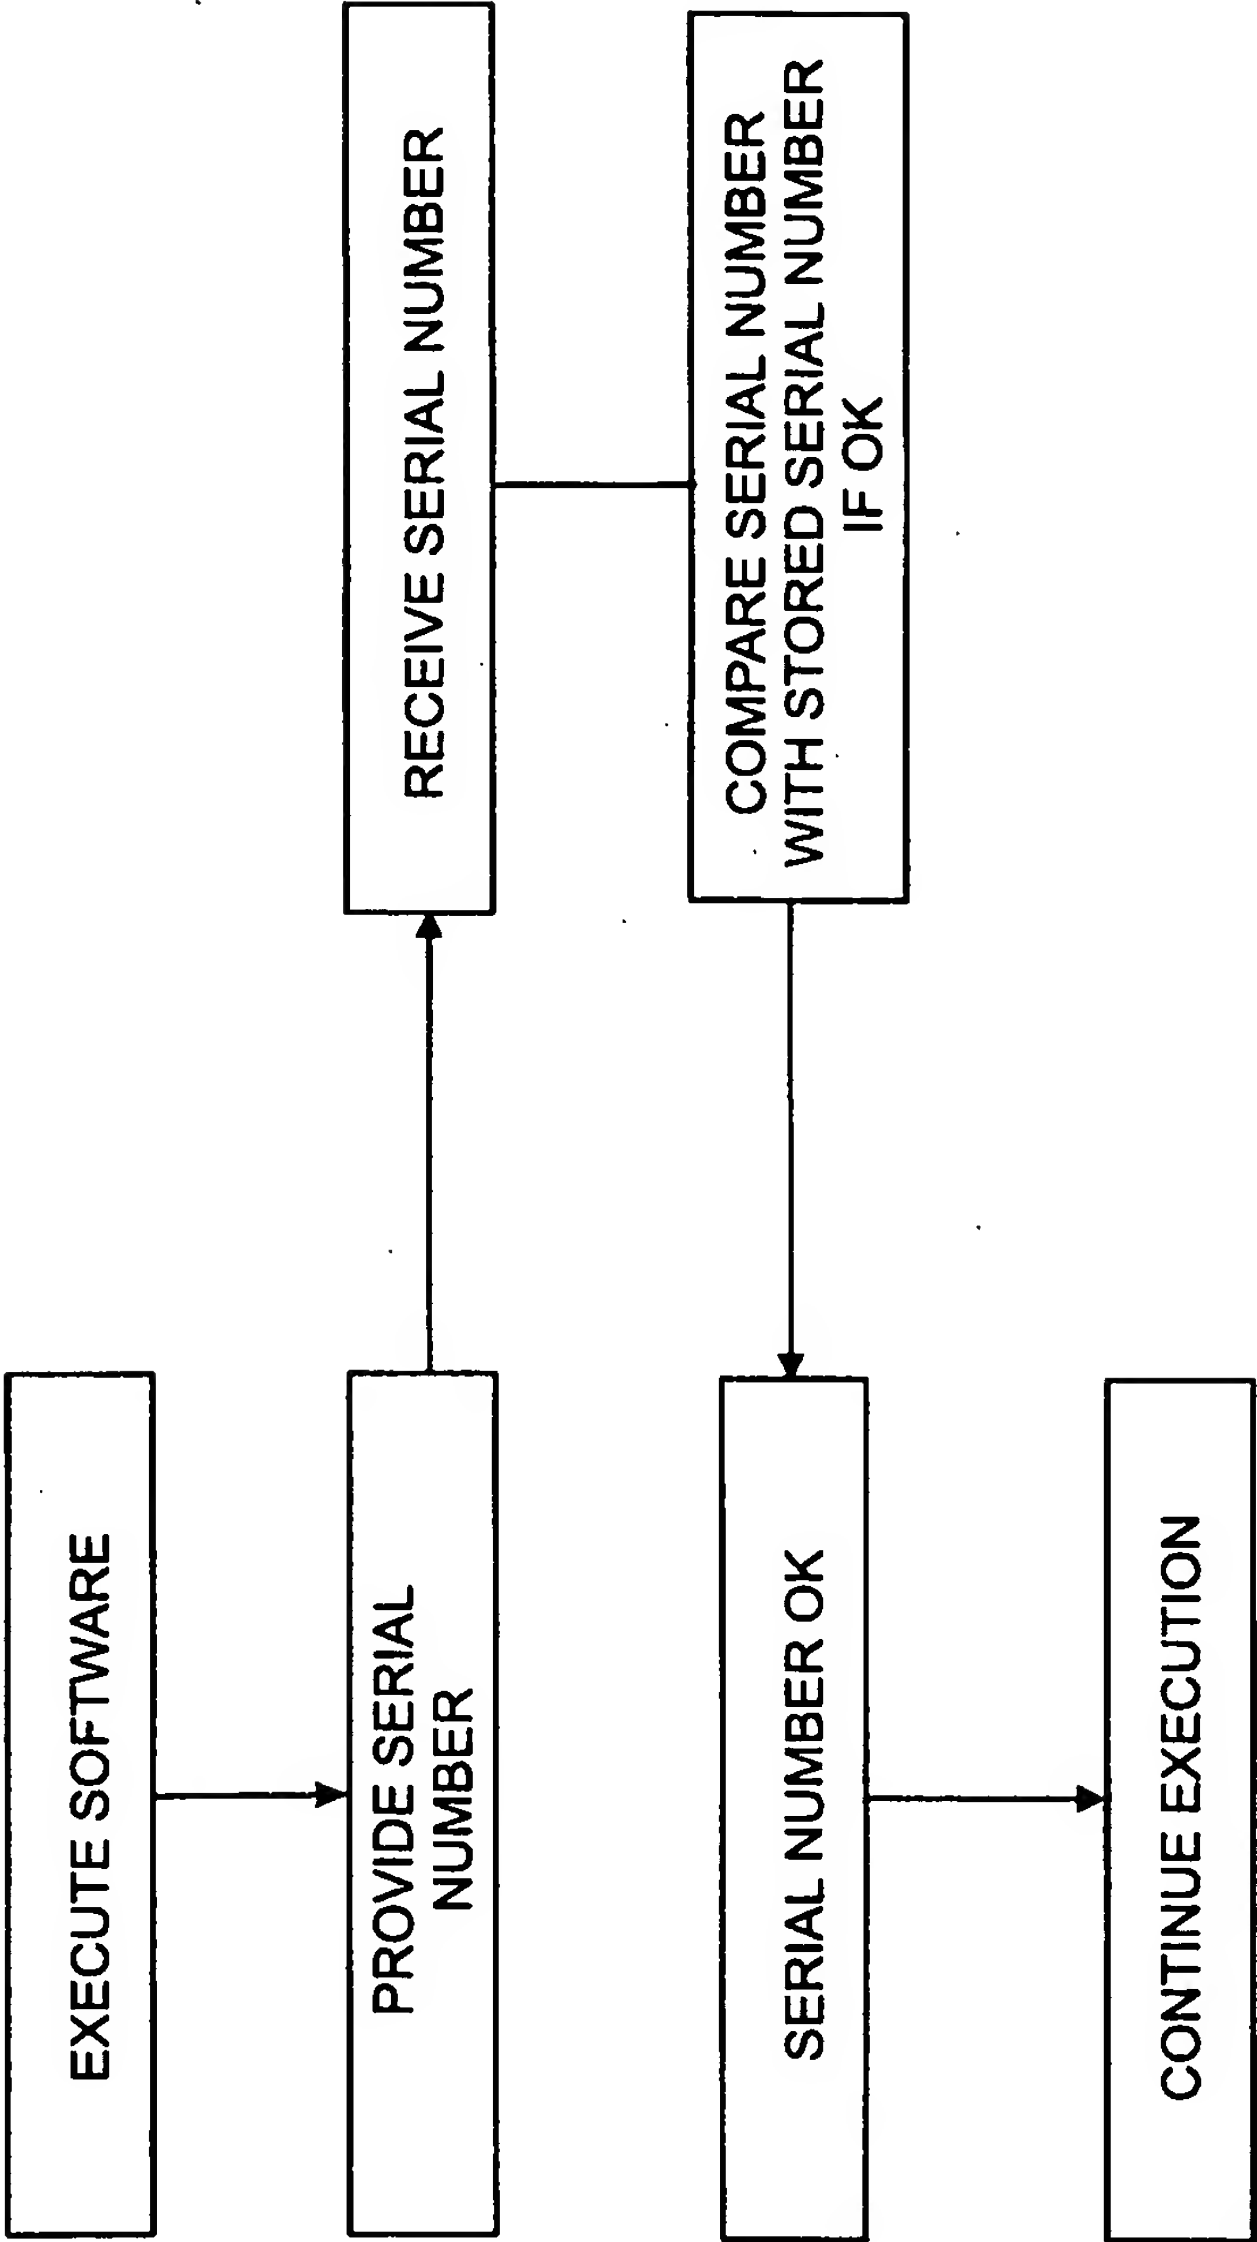 EXECUTE SOFTWARE
PROVIDE SERIAL
NUMBER
RECEIVE SERIAL NUMBER
COMPARE SERIAL NUMBER
WITH STORED SERIAL NUMBER
IF OK
SERIAL NUMBER OK
CONTINUE EXECUTION